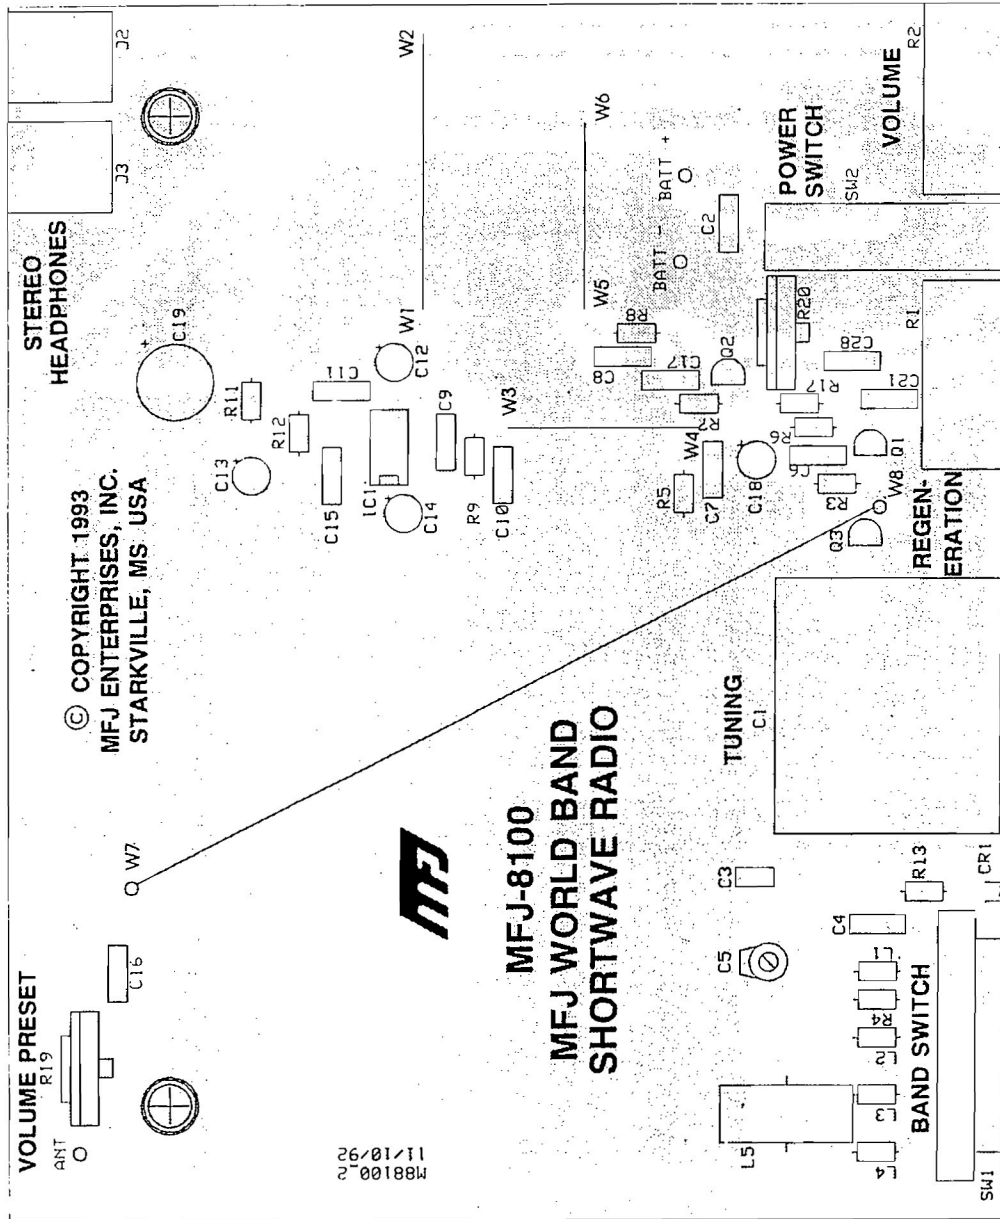 VOLUME PRESET
R19
ANT
C16
W7
© COPYRIGHT 1993
MFJ ENTERPRISES, INC.
STARKVILLE, MS USA
STEREO
HEADPHONES
J3
J2
C19
+
R11
C13
+
R12
C11
C15
IC1
C12
+
C14
+
W1
W2
C9
R9
C10
W3
M88100_2
11/10/92
MFJ
MFJ-8100
MFJ WORLD BAND
SHORTWAVE RADIO
W5
W6
C8
R8
C17
BATT -
BATT +
R5
W4
C7
Q2
C2
C18
+
L5
C5
C3
TUNING
C1
R6
C6
R17
R20
POWER
SWITCH
SW2
R3
C28
Q3
W8
Q1
C21
VOLUME
L4
L3
L2
R4
L1
C4
R13
CR1
BAND SWITCH
SW1
REGEN-
ERATION
R1
R2